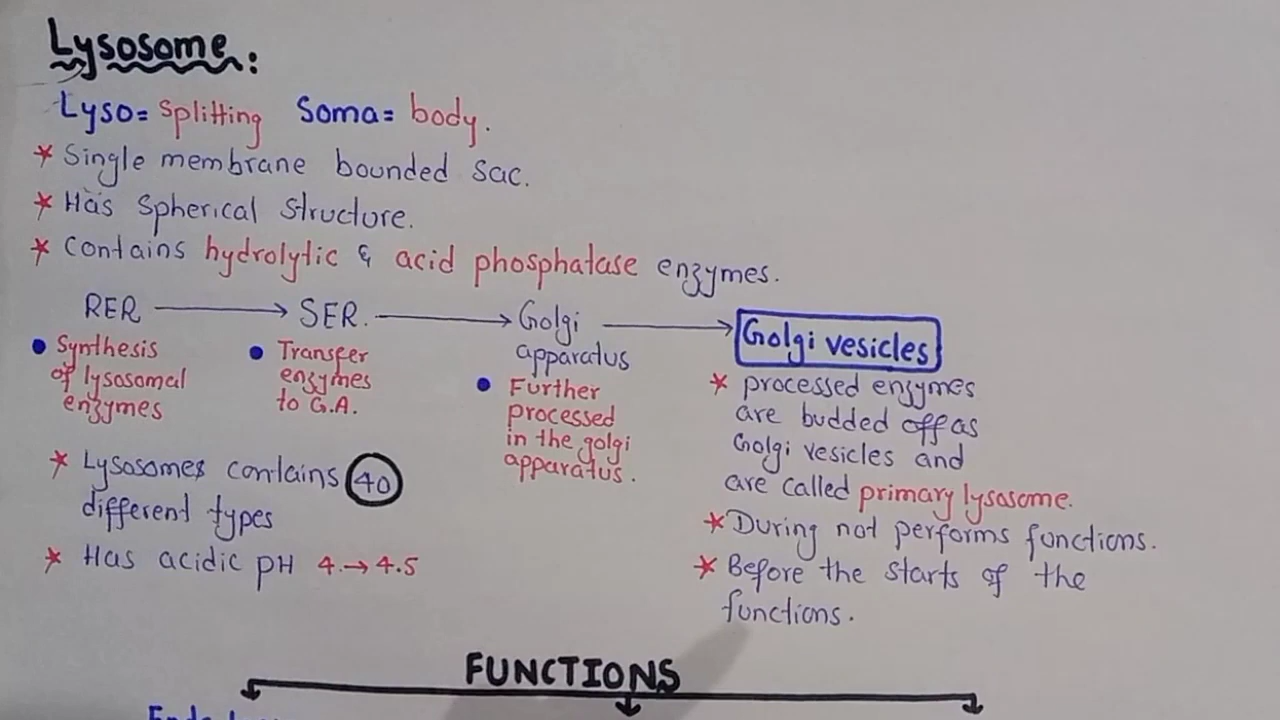 Lysosome:
Lyso= Splitting Soma= body.
* Single membrane bounded sac.
* Has spherical structure.
* Contains hydrolytic & acid phosphatase enzymes.
RER → SER. → Golgi apparatus → Golgi vesicles
• Synthesis
of lysosomal
enzymes
• Transfer
enzymes
to G.A.
• Further
processed
in the golgi
apparatus.
* processed enzymes
are budded off as
Golgi vesicles and
are called primary lysosome.
* During not performs functions.
* Before the starts of the
functions.
* Lysosomes contains 40
different types
* Has acidic pH 4.→4.5
FUNCTIONS